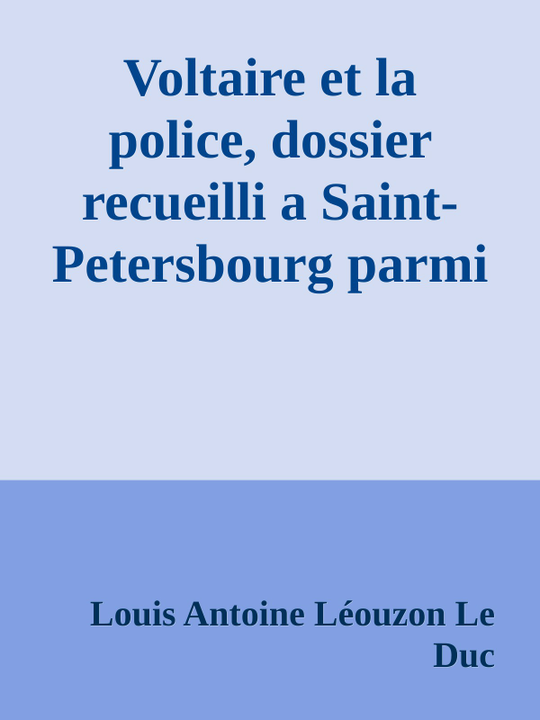 Voltaire et la
police, dossier
recueilli a Saint-
Petersbourg parmi
Louis Antoine Léouzon Le
Duc